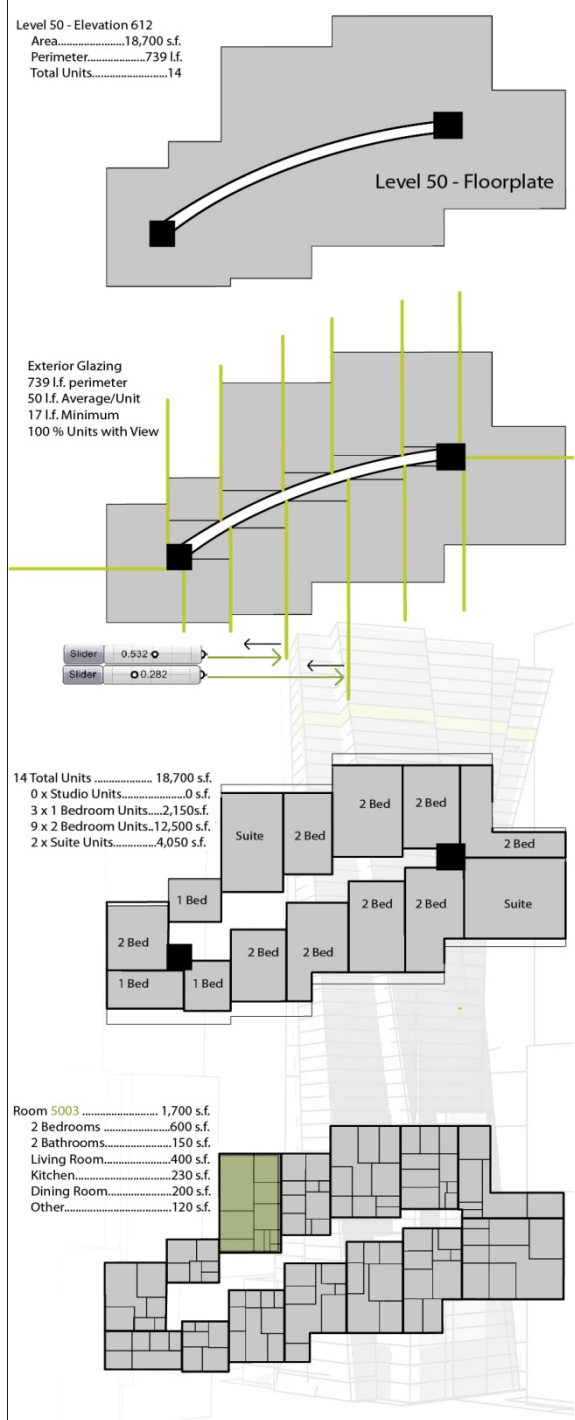 Level 50 - Elevation 612
Area.......................18,700 s.f.
Perimeter..................739 l.f.
Total Units...........................14
Level 50 - Floorplate
Exterior Glazing
739 l.f. perimeter
50 l.f. Average/Unit
17 l.f. Minimum
100 % Units with View
Slider 0.532
Slider 0.282
14 Total Units .................... 18,700 s.f.
0 x Studio Units.....................0 s.f.
3 x 1 Bedroom Units.....2,150s.f.
9 x 2 Bedroom Units..12,500 s.f.
2 x Suite Units..............4,050 s.f.
2 Bed
2 Bed
Suite
2 Bed
2 Bed
1 Bed
2 Bed
2 Bed
Suite
2 Bed
2 Bed
2 Bed
1 Bed
1 Bed
Room 5003 ....................... 1,700 s.f.
2 Bedrooms .......................600 s.f.
2 Bathrooms ......................150 s.f.
Living Room.......................400 s.f.
Kitchen...............................230 s.f.
Dining Room......................200 s.f.
Other..................................120 s.f.